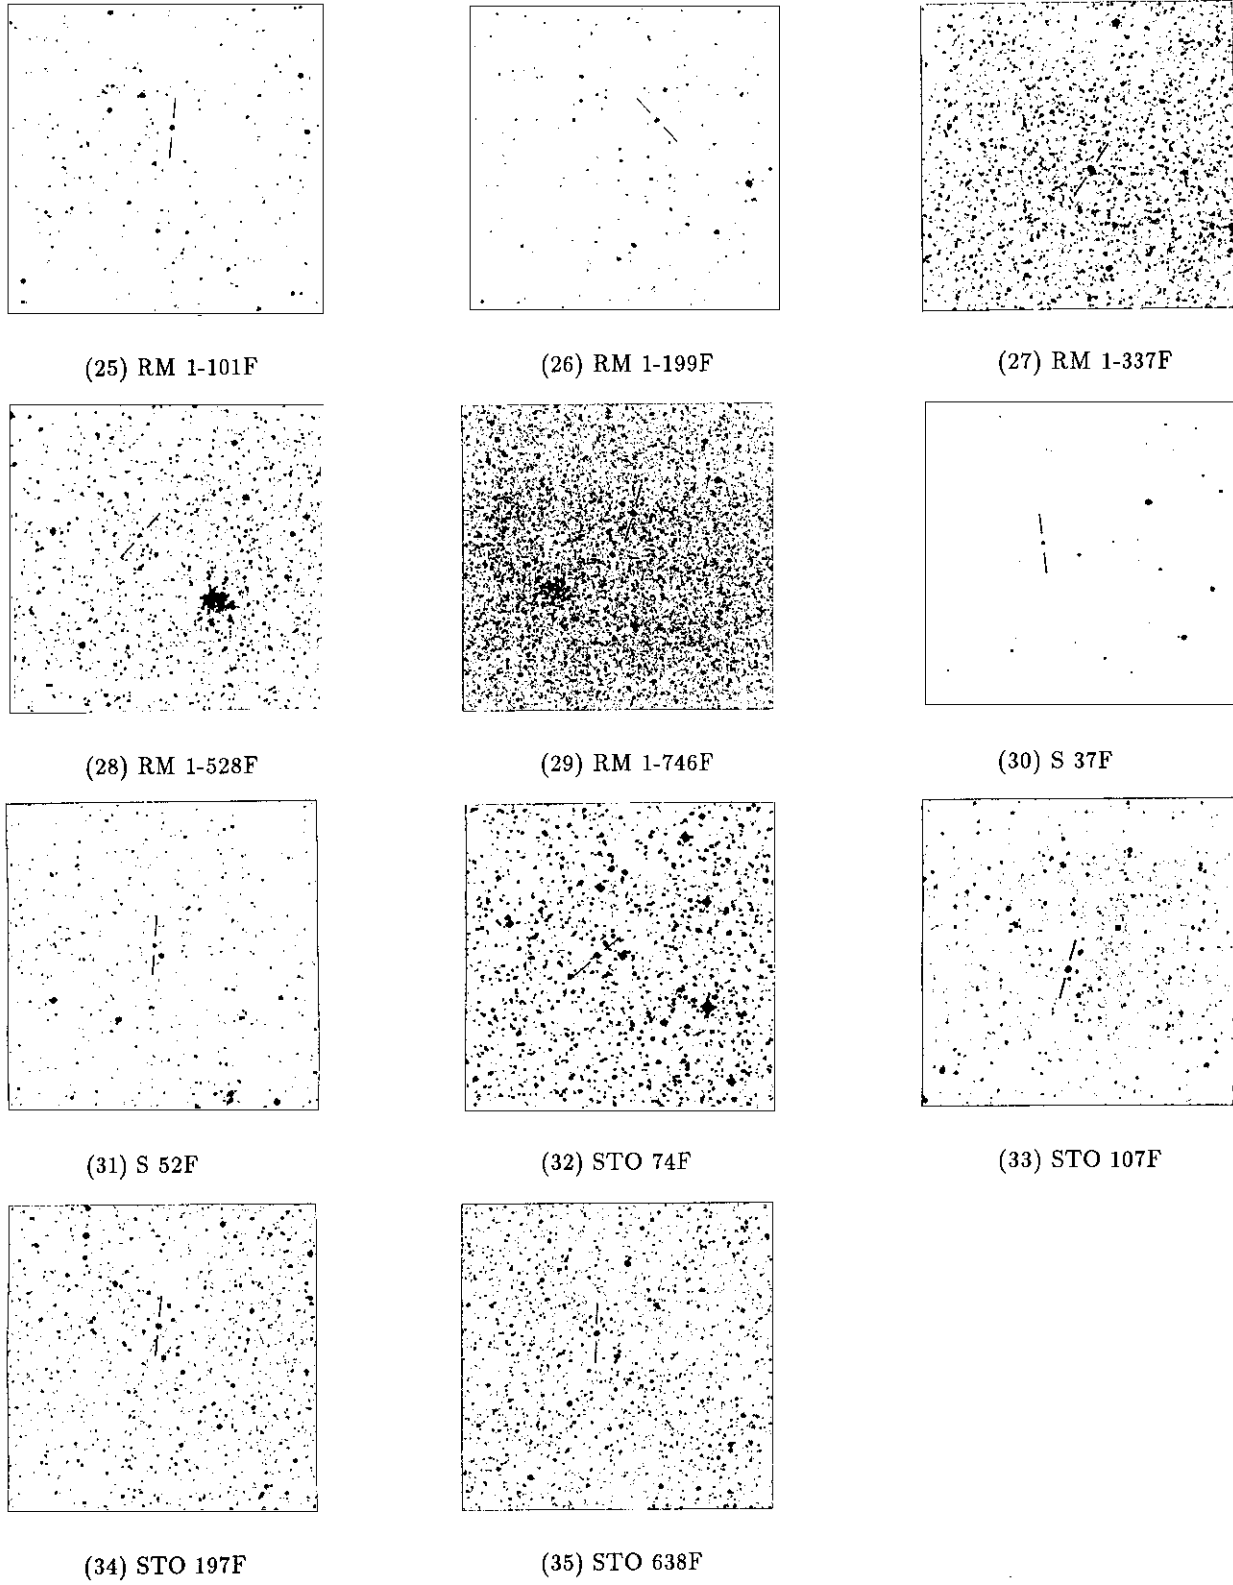 (25) RM 1-101F
(26) RM 1-199F
(27) RM 1-337F
(28) RM 1-528F
(29) RM 1-746F
(30) S 37F
(31) S 52F
(32) STO 74F
(33) STO 107F
(34) STO 197F
(35) STO 638F